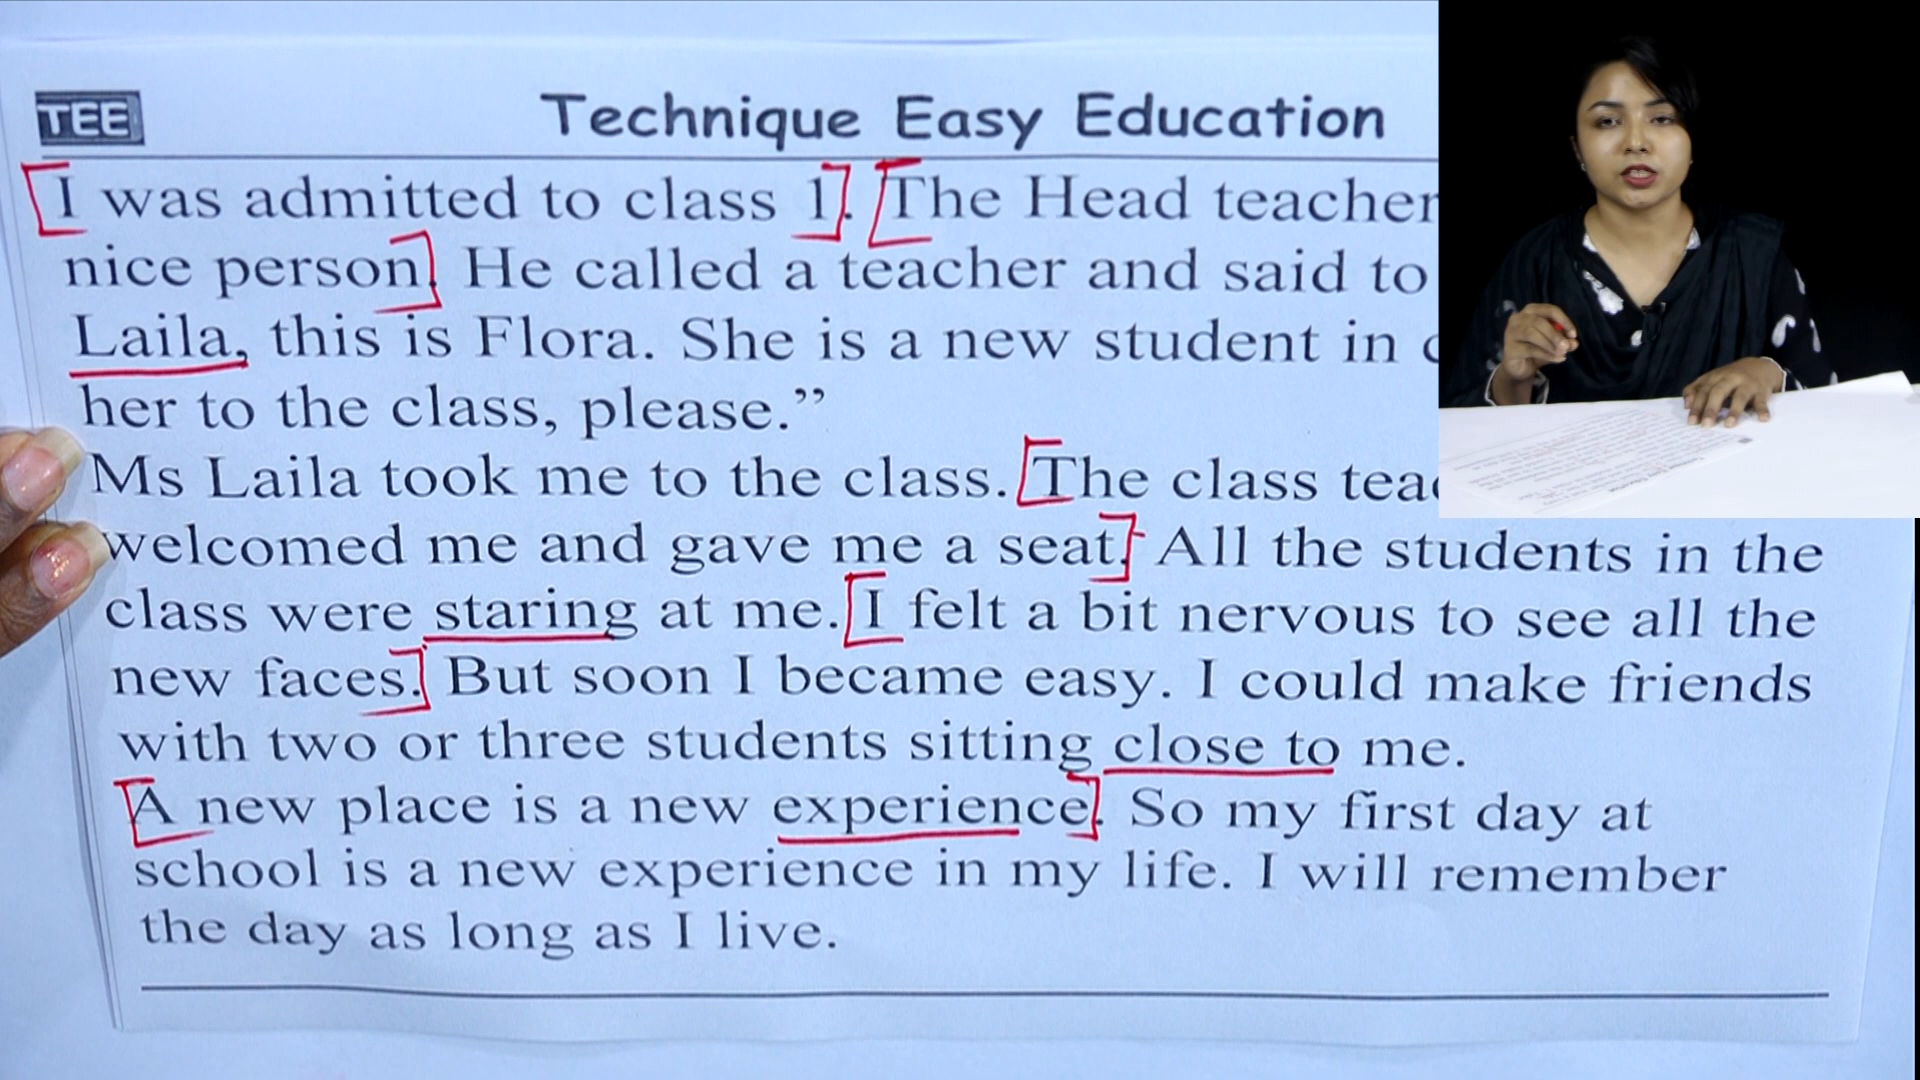 TEE
Technique Easy Education
I was admitted to class 1. The Head teacher
nice person. He called a teacher and said to
Laila, this is Flora. She is a new student in
her to the class, please.”
Ms Laila took me to the class. The class
welcomed me and gave me a seat. All the students in the
class were staring at me. I felt a bit nervous to see all the
new faces. But soon I became easy. I could make friends
with two or three students sitting close to me.
A new place is a new experience. So my first day at
school is a new experience in my life. I will remember
the day as long as I live.